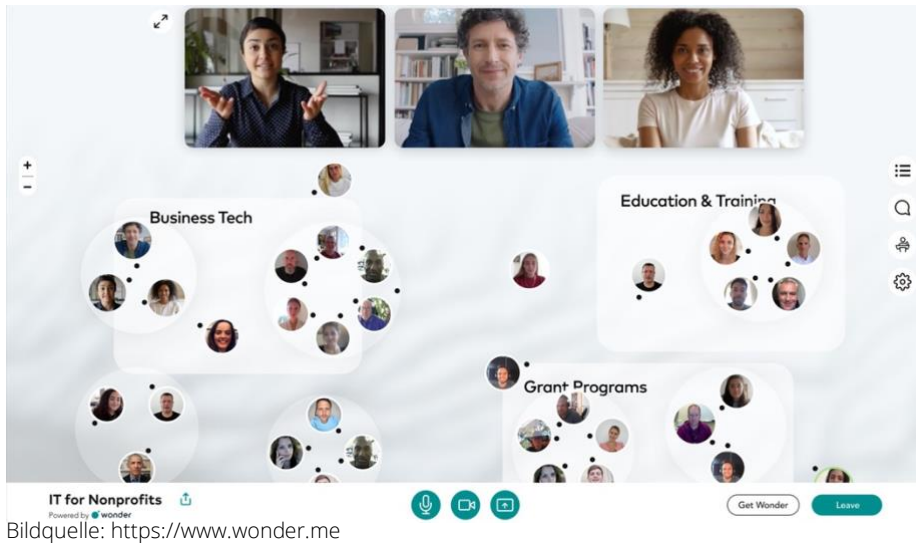 Business Tech
Education & Training
Grant Programs
IT for Nonprofits
Powered by wonder
Get Wonder
Leave
Bildquelle: https://www.wonder.me